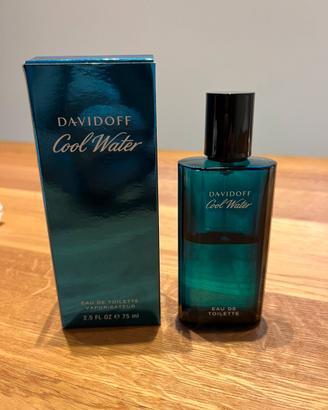 DAVIDOFF
Cool Water
EAU DE TOILETTE
VAPORISATEUR
2.5 FL OZ e 75 ml
DAVIDOFF
Cool Water
EAU DE
TOILETTE